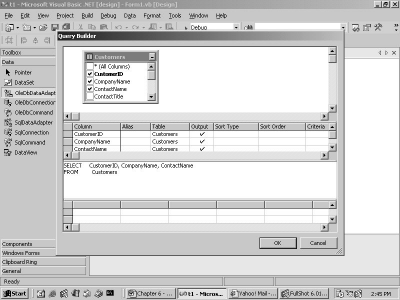 t1 - Microsoft Visual Basic .NET [design] - Form1.vb [Design]
File Edit View Project Build Debug Data Format Tools Window Help
Debug
Toolbox
Data
Pointer
DataSet
OleDbDataAdapter
OleDbConnection
OleDbCommand
SqlDataAdapter
SqlConnection
SqlCommand
DataView
Components
Windows Forms
Clipboard Ring
General
Query Builder
Customers
* (All Columns)
CustomerID
CompanyName
ContactName
ContactTitle
Column Alias Table Output Sort Type Sort Order Criteria
CustomerID Customers
CompanyName Customers
ContactName Customers
SELECT CustomerID, CompanyName, ContactName
FROM Customers
OK Cancel
Ready
Start Chapter 6 - ... t1 - Micros... Yahoo! Mail - ... FullShot 6.01... 2:45 PM